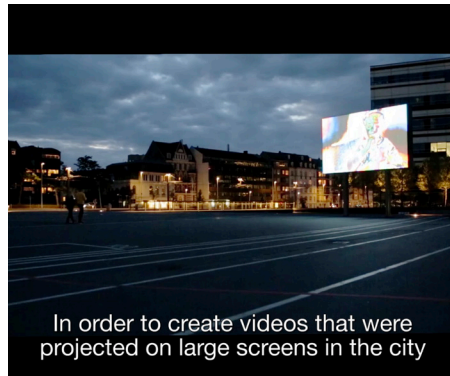 In order to create videos that were
projected on large screens in the city